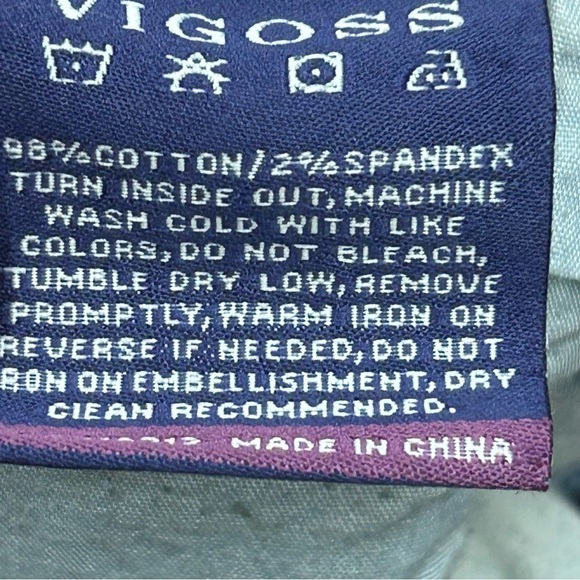 VIGOSS
98%COTTON/2%SPANDEX
TURN INSIDE OUT, MACHINE
WASH COLD WITH LIKE
COLORS, DO NOT BLEACH,
TUMBLE DRY LOW, REMOVE
PROMPTLY, WARM IRON ON
REVERSE IF NEEDED, DO NOT
IRON ON EMBELLISHMENT, DRY
CIEAN RECOMMENDED.
MADE IN CHINA